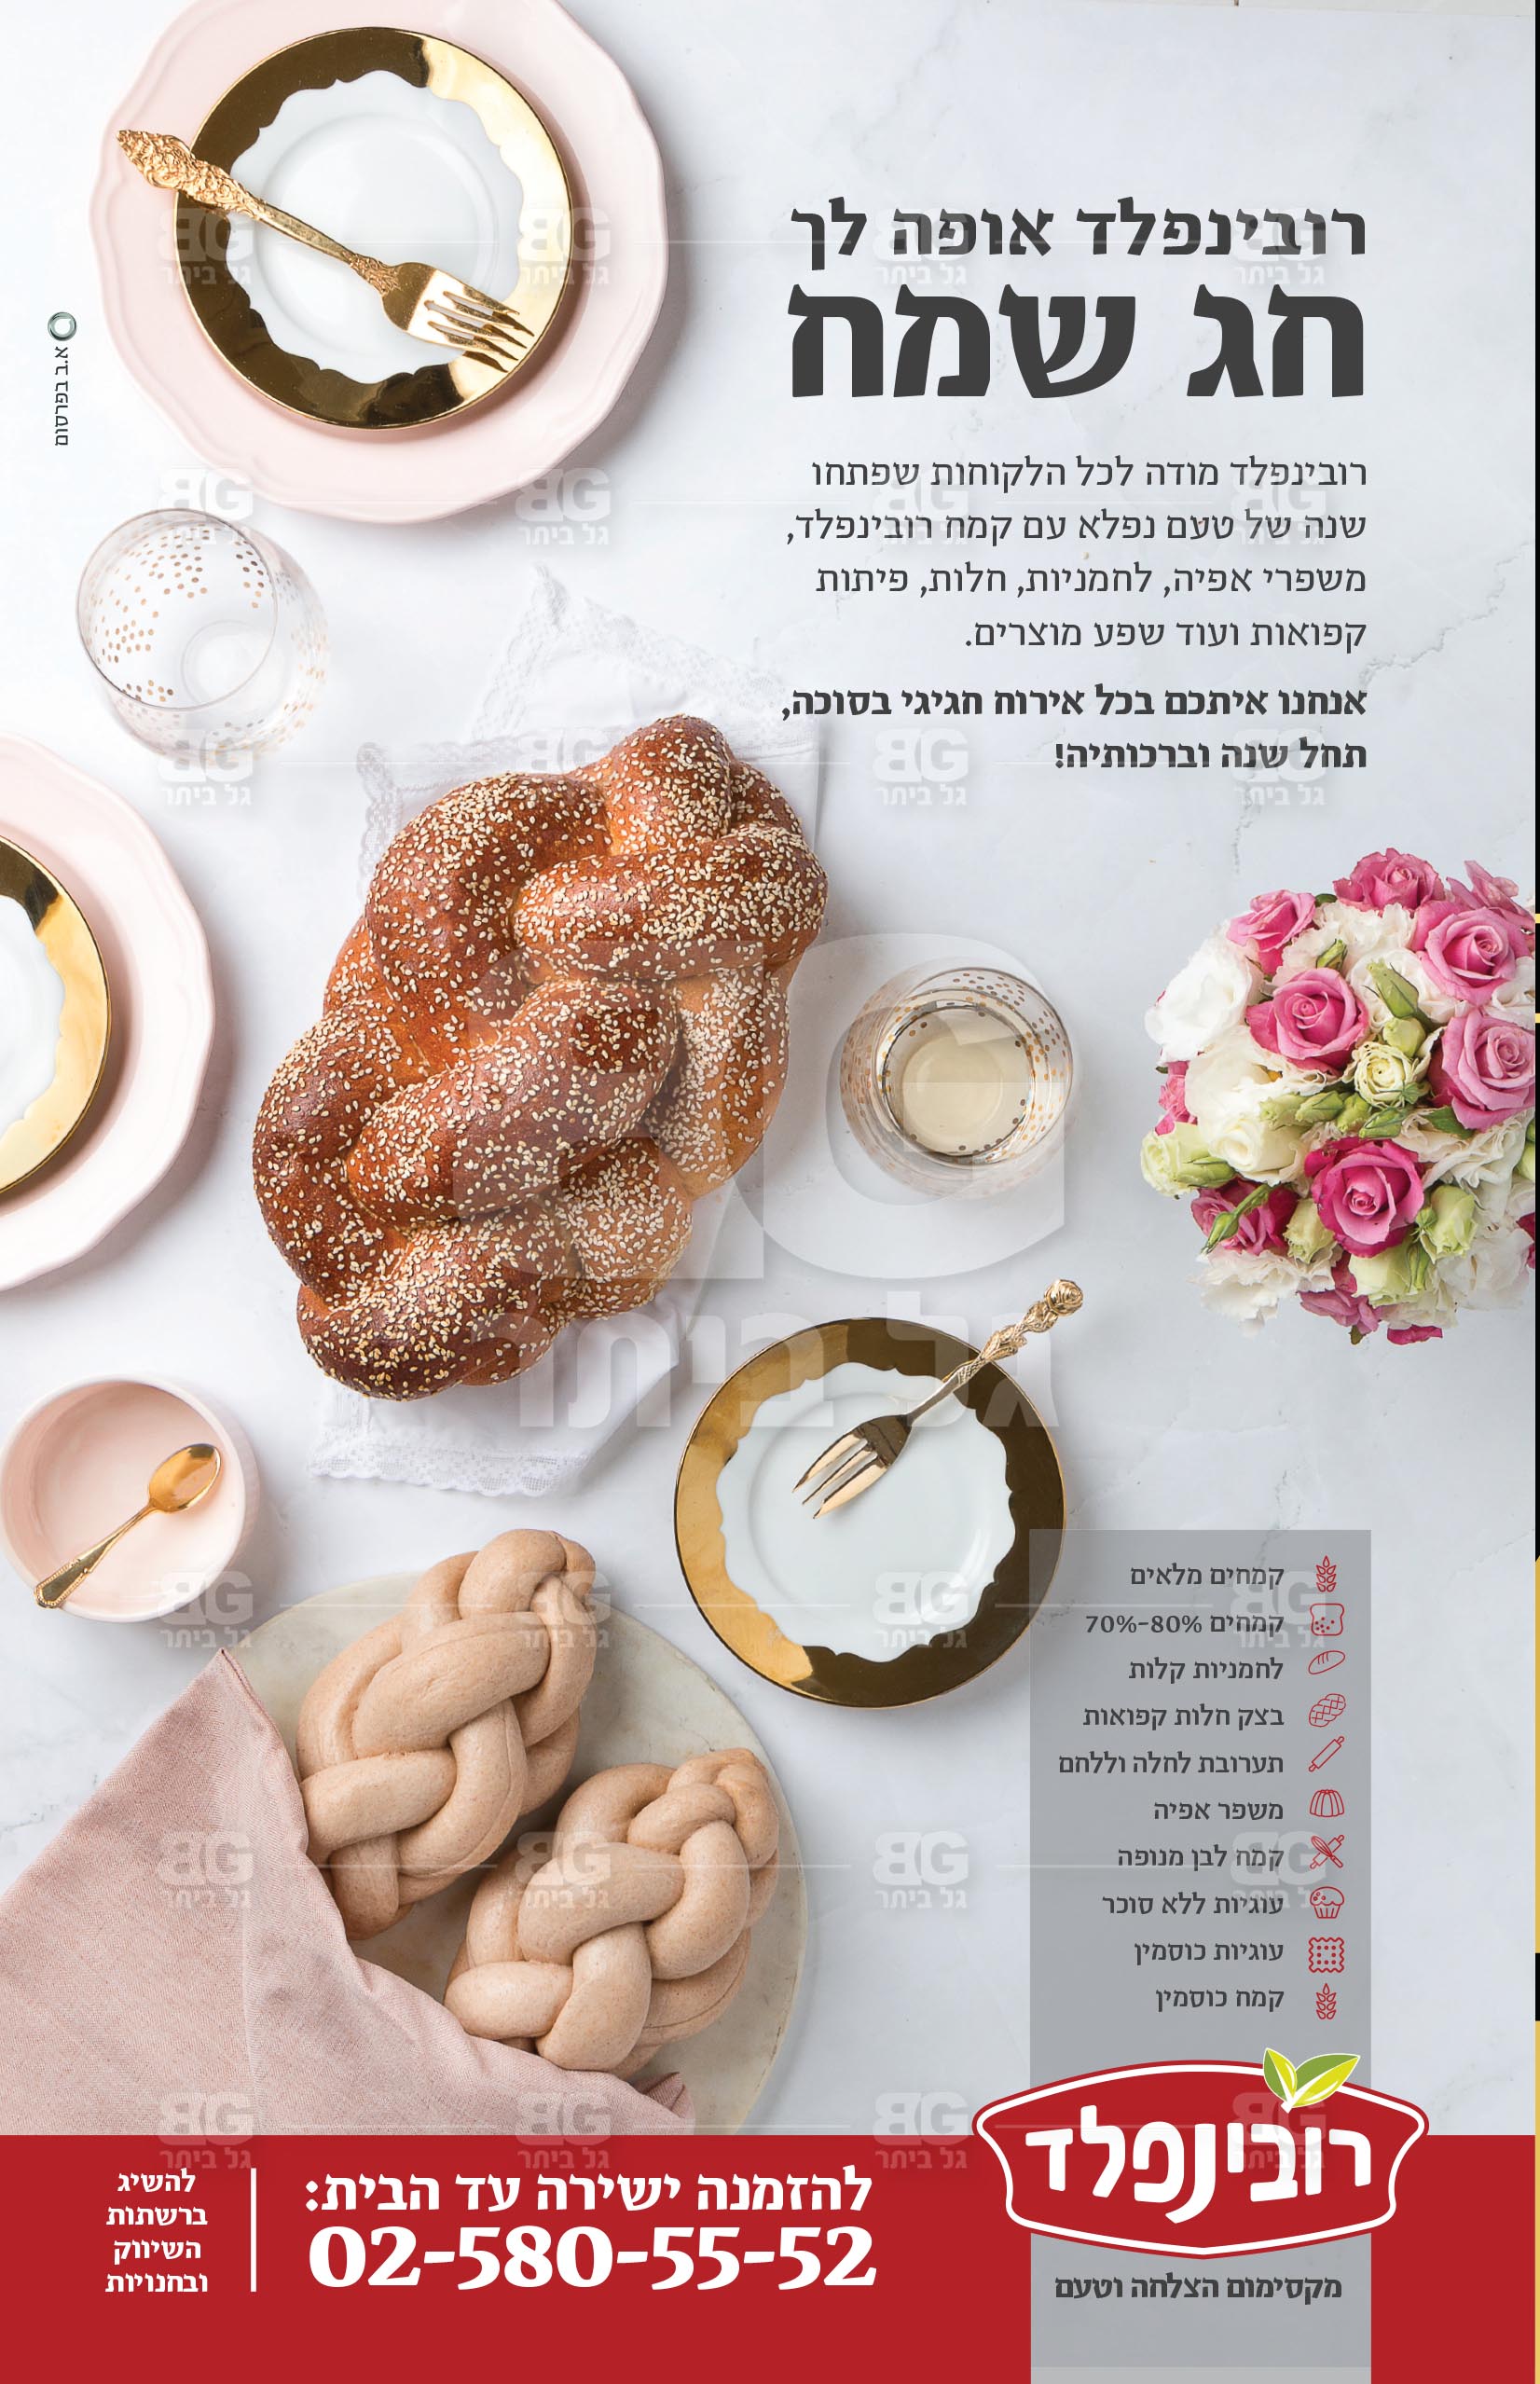 רובינפלד אופה לך
חג שמח
רובינפלד מודה לכל הלקוחות שפתחו
שנה של טעם נפלא עם קמח רובינפלד,
משפרי אפיה, לחמניות, חלות, פיתות
קפואות ועוד שפע מוצרים.
אנחנו איתכם בכל אירוח חגיגי בסוכה,
תחל שנה וברכותיה!
א.ב בפרסום
BG
גל ביתר
קמחים מלאים
קמחים 70%-80%
לחמניות קלות
בצק חלות קפואות
תערובת לחלה וללחם
משפר אפיה
קמח לבן מנופה
עוגיות ללא סוכר
עוגיות כוסמין
קמח כוסמין
רובינפלד
מקסימום הצלחה וטעם
להזמנה ישירה עד הבית:
02-580-55-52
להשיג
ברשתות
השיווק
ובחנויות